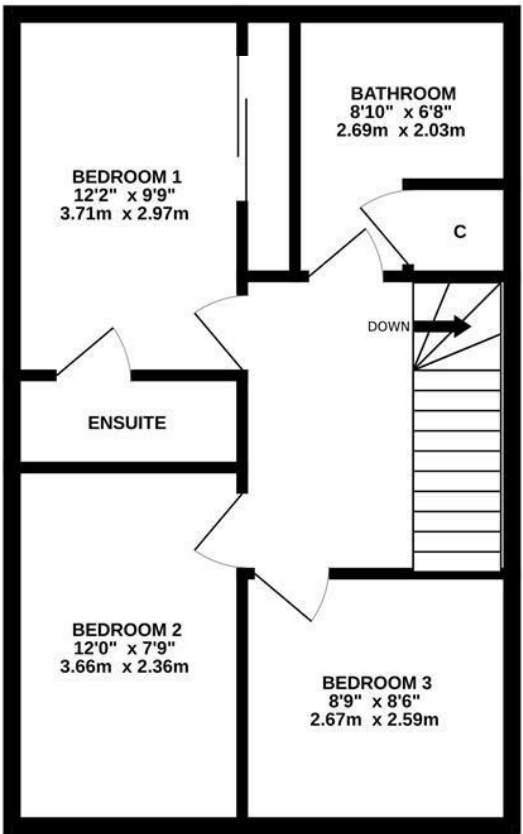 BATHROOM
8'10" x 6'8"
2.69m x 2.03m
BEDROOM 1
12'2" x 9'9"
3.71m x 2.97m
C
DOWN
ENSUITE
BEDROOM 2
12'0" x 7'9"
3.66m x 2.36m
BEDROOM 3
8'9" x 8'6"
2.67m x 2.59m